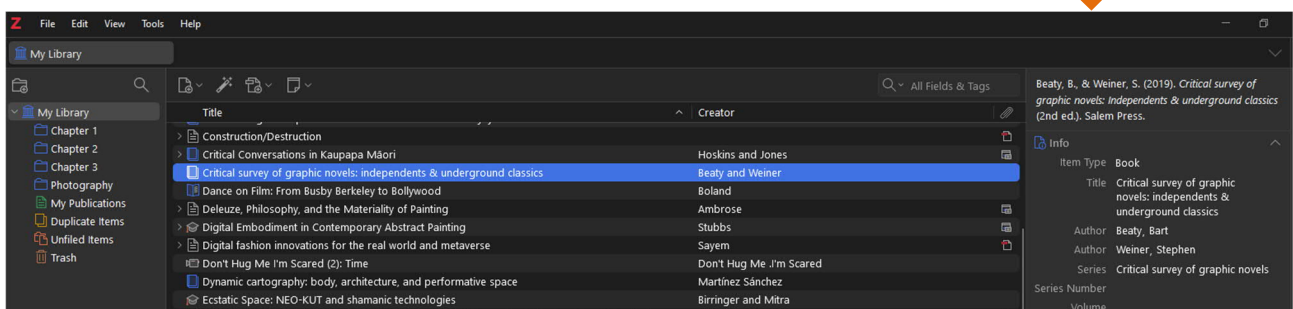 Z File Edit View Tools Help
My Library
All Fields & Tags
My Library
Chapter 1
Chapter 2
Chapter 3
Photography
My Publications
Duplicate Items
Unfiled Items
Trash
Title Creator
Construction/Destruction
Critical Conversations in Kaupapa Māori Hoskins and Jones
Critical survey of graphic novels: independents & underground classics Beaty and Weiner
Dance on Film: From Busby Berkeley to Bollywood Boland
Deleuze, Philosophy, and the Materiality of Painting Ambrose
Digital Embodiment in Contemporary Abstract Painting Stubbs
Digital fashion innovations for the real world and metaverse Sayem
Don't Hug Me I'm Scared (2): Time Don't Hug Me .I'm Scared
Dynamic cartography: body, architecture, and performative space Martínez Sánchez
Ecstatic Space: NEO-KUT and shamanic technologies Birringer and Mitra
Beaty, B., & Weiner, S. (2019). Critical survey of
graphic novels: Independents & underground classics
(2nd ed.). Salem Press.
Info
Item Type Book
Title Critical survey of graphic
novels: independents &
underground classics
Author Beaty, Bart
Author Weiner, Stephen
Series Critical survey of graphic novels
Series Number
Volume